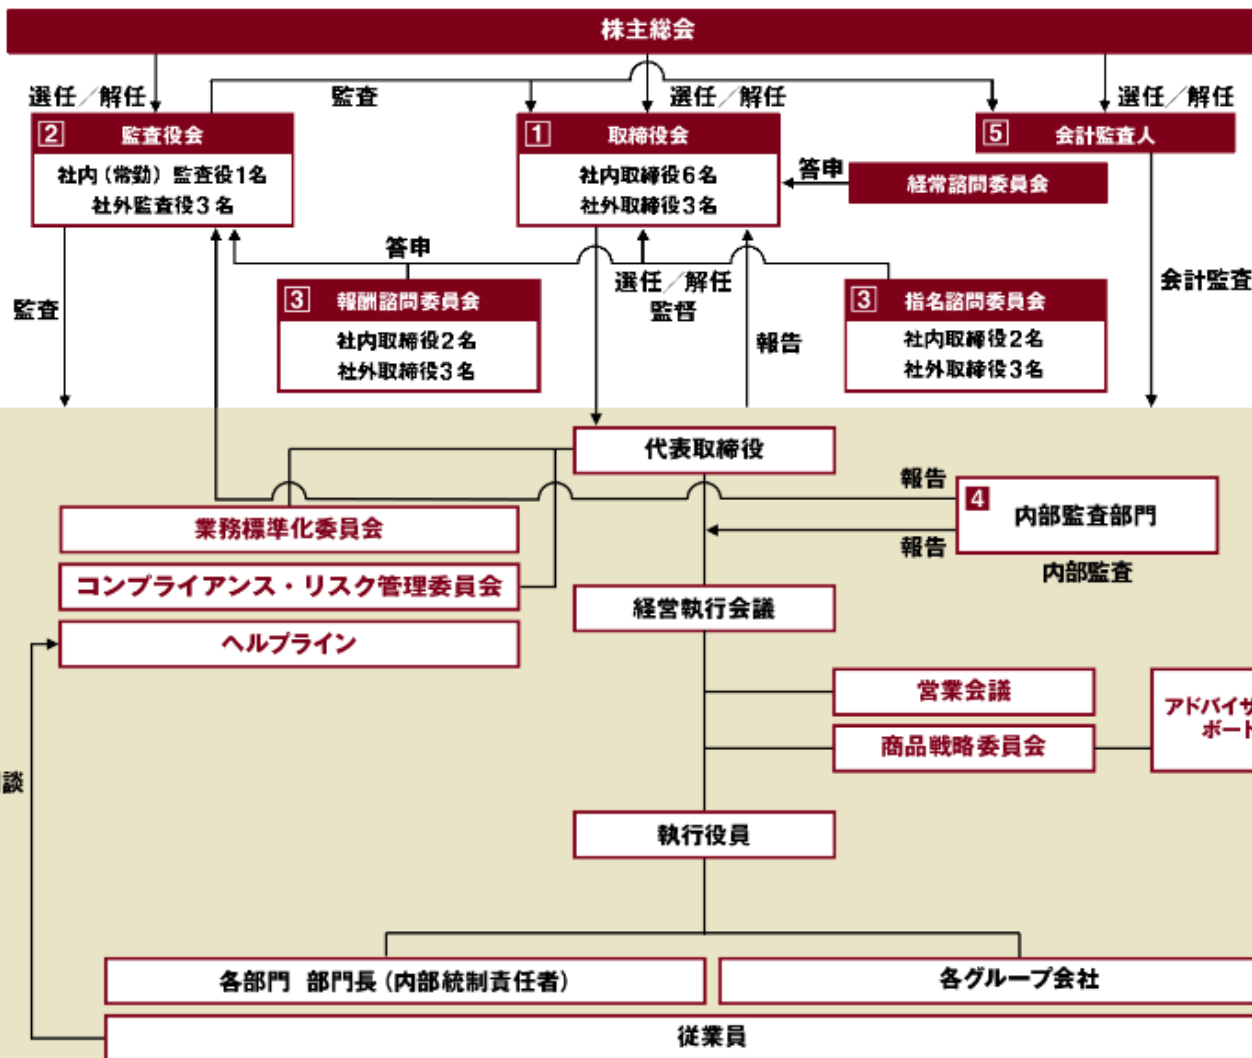 株主総会
選任／解任
監査
選任／解任
選任／解任
2 監査役会
社内（常勤）監査役1名
社外監査役3名
1 取締役会
社内取締役6名
社外取締役3名
5 会計監査人
答申
経常諮問委員会
監査
答申
選任／解任
監督
報告
会計監査
3 報酬諮問委員会
社内取締役2名
社外取締役3名
3 指名諮問委員会
社内取締役2名
社外取締役3名
代表取締役
報告
4 内部監査部門
報告
内部監査
業務標準化委員会
コンプライアンス・リスク管理委員会
ヘルプライン
経営執行会議
営業会議
商品戦略委員会
アドバイザ
ボート
談
執行役員
各部門 部門長（内部統制責任者）
各グループ会社
従業員